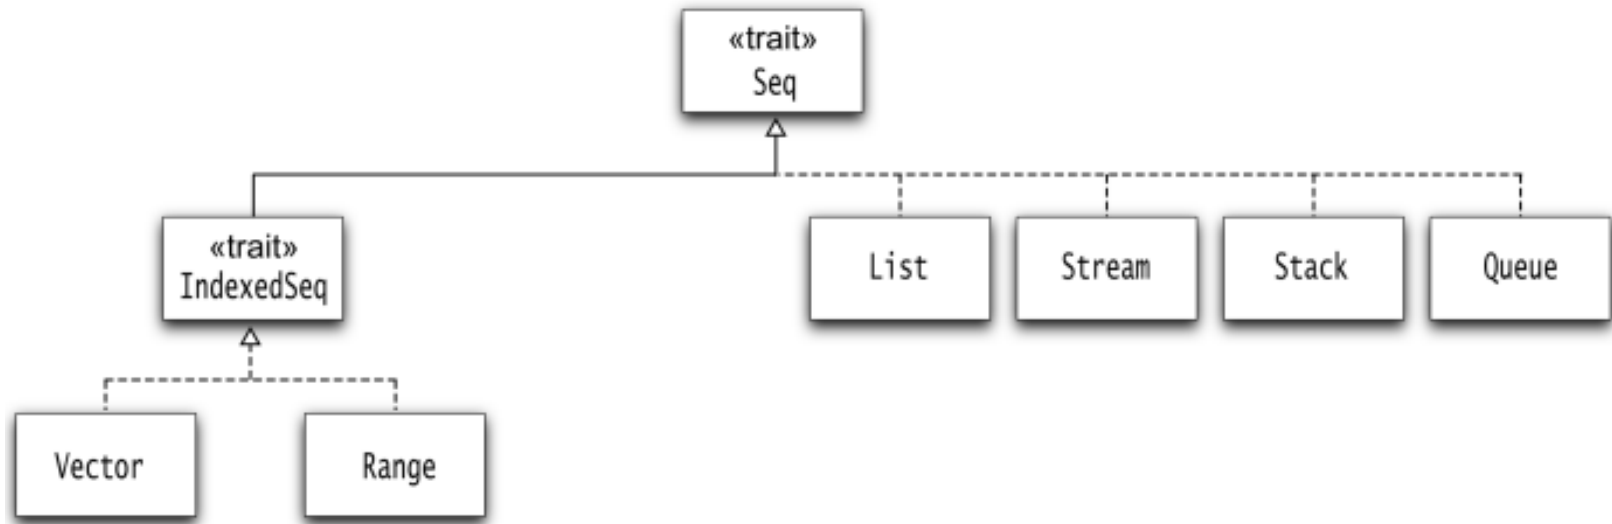 «trait»
Seq
«trait»
IndexedSeq
List
Stream
Stack
Queue
Vector
Range